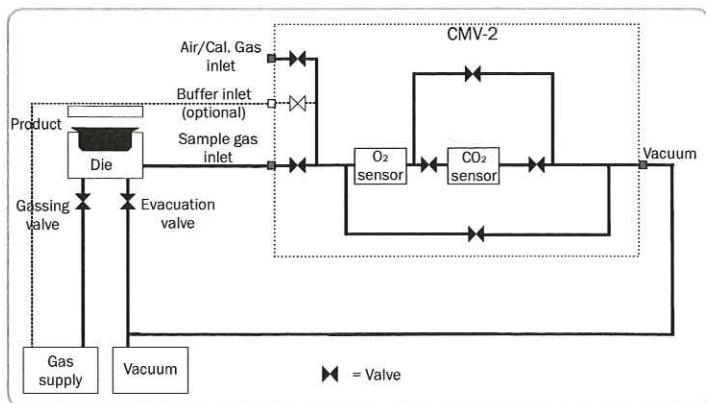 CMV-2
Air/Cal. Gas
inlet
Buffer inlet
(optional)
Product
Sample gas
inlet
Die
O₂
sensor
CO₂
sensor
Vacuum
Gassing
valve
Evacuation
valve
Gas
supply
Vacuum
= Valve